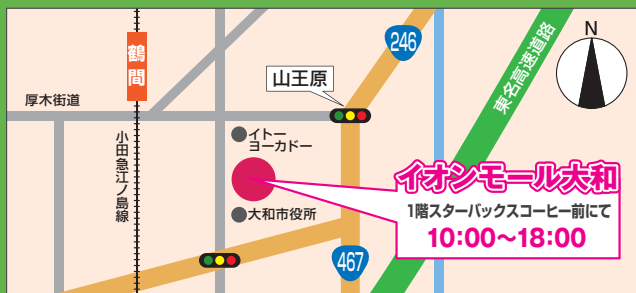 N
246
鶴間
山王原
東名高速道路
厚木街道
イトー
ヨーカドー
小田急江ノ島線
イオンモール大和
1階スターバックスコーヒー前にて
10:00〜18:00
大和市役所
467